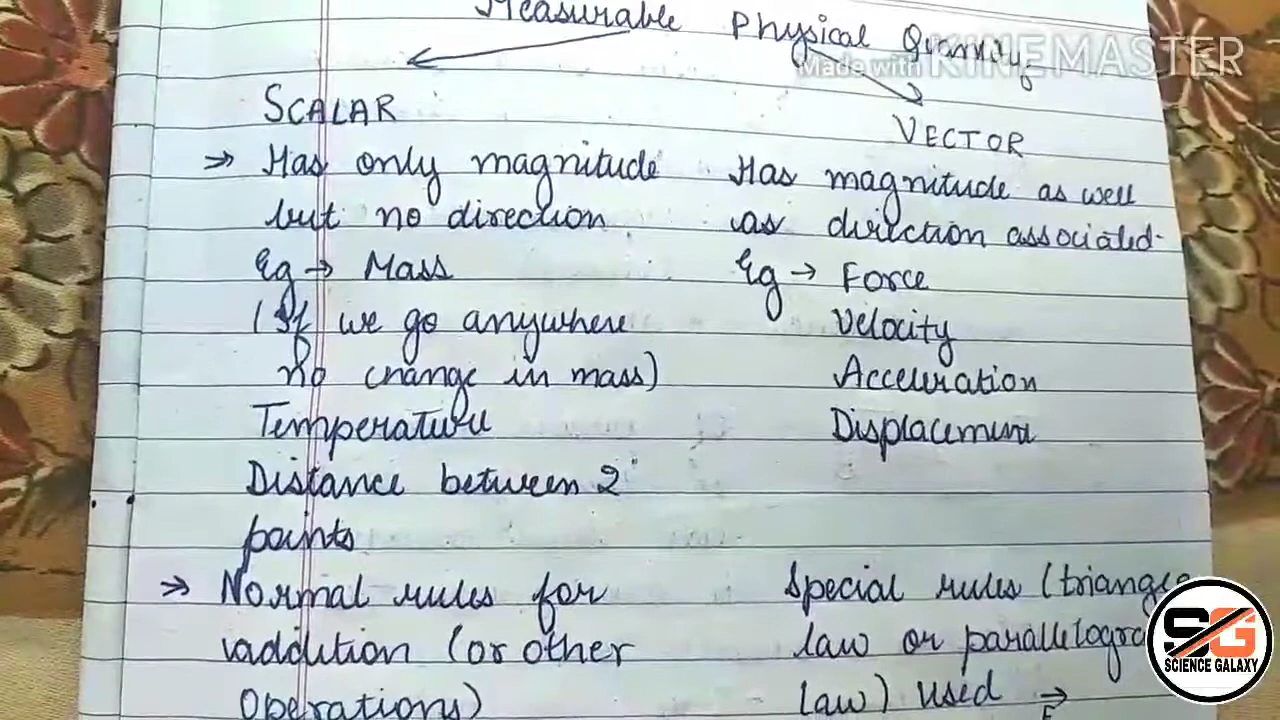 Measurable Physical Quantity
Made with KINEMASTER
SCALAR
VECTOR
⇒ Has only magnitude
but no direction.
Eg → Mass
(If we go anywhere
no change in mass)
Temperature
Distance between 2
points
Has magnitude as well
as direction associated.
Eg → Force
Velocity
Acceleration
Displacement
⇒ Normal rules for
addition (or other
operations)
Special rules (triangle
law or parallelogra
law) used
→
F
SG
SCIENCE GALAXY